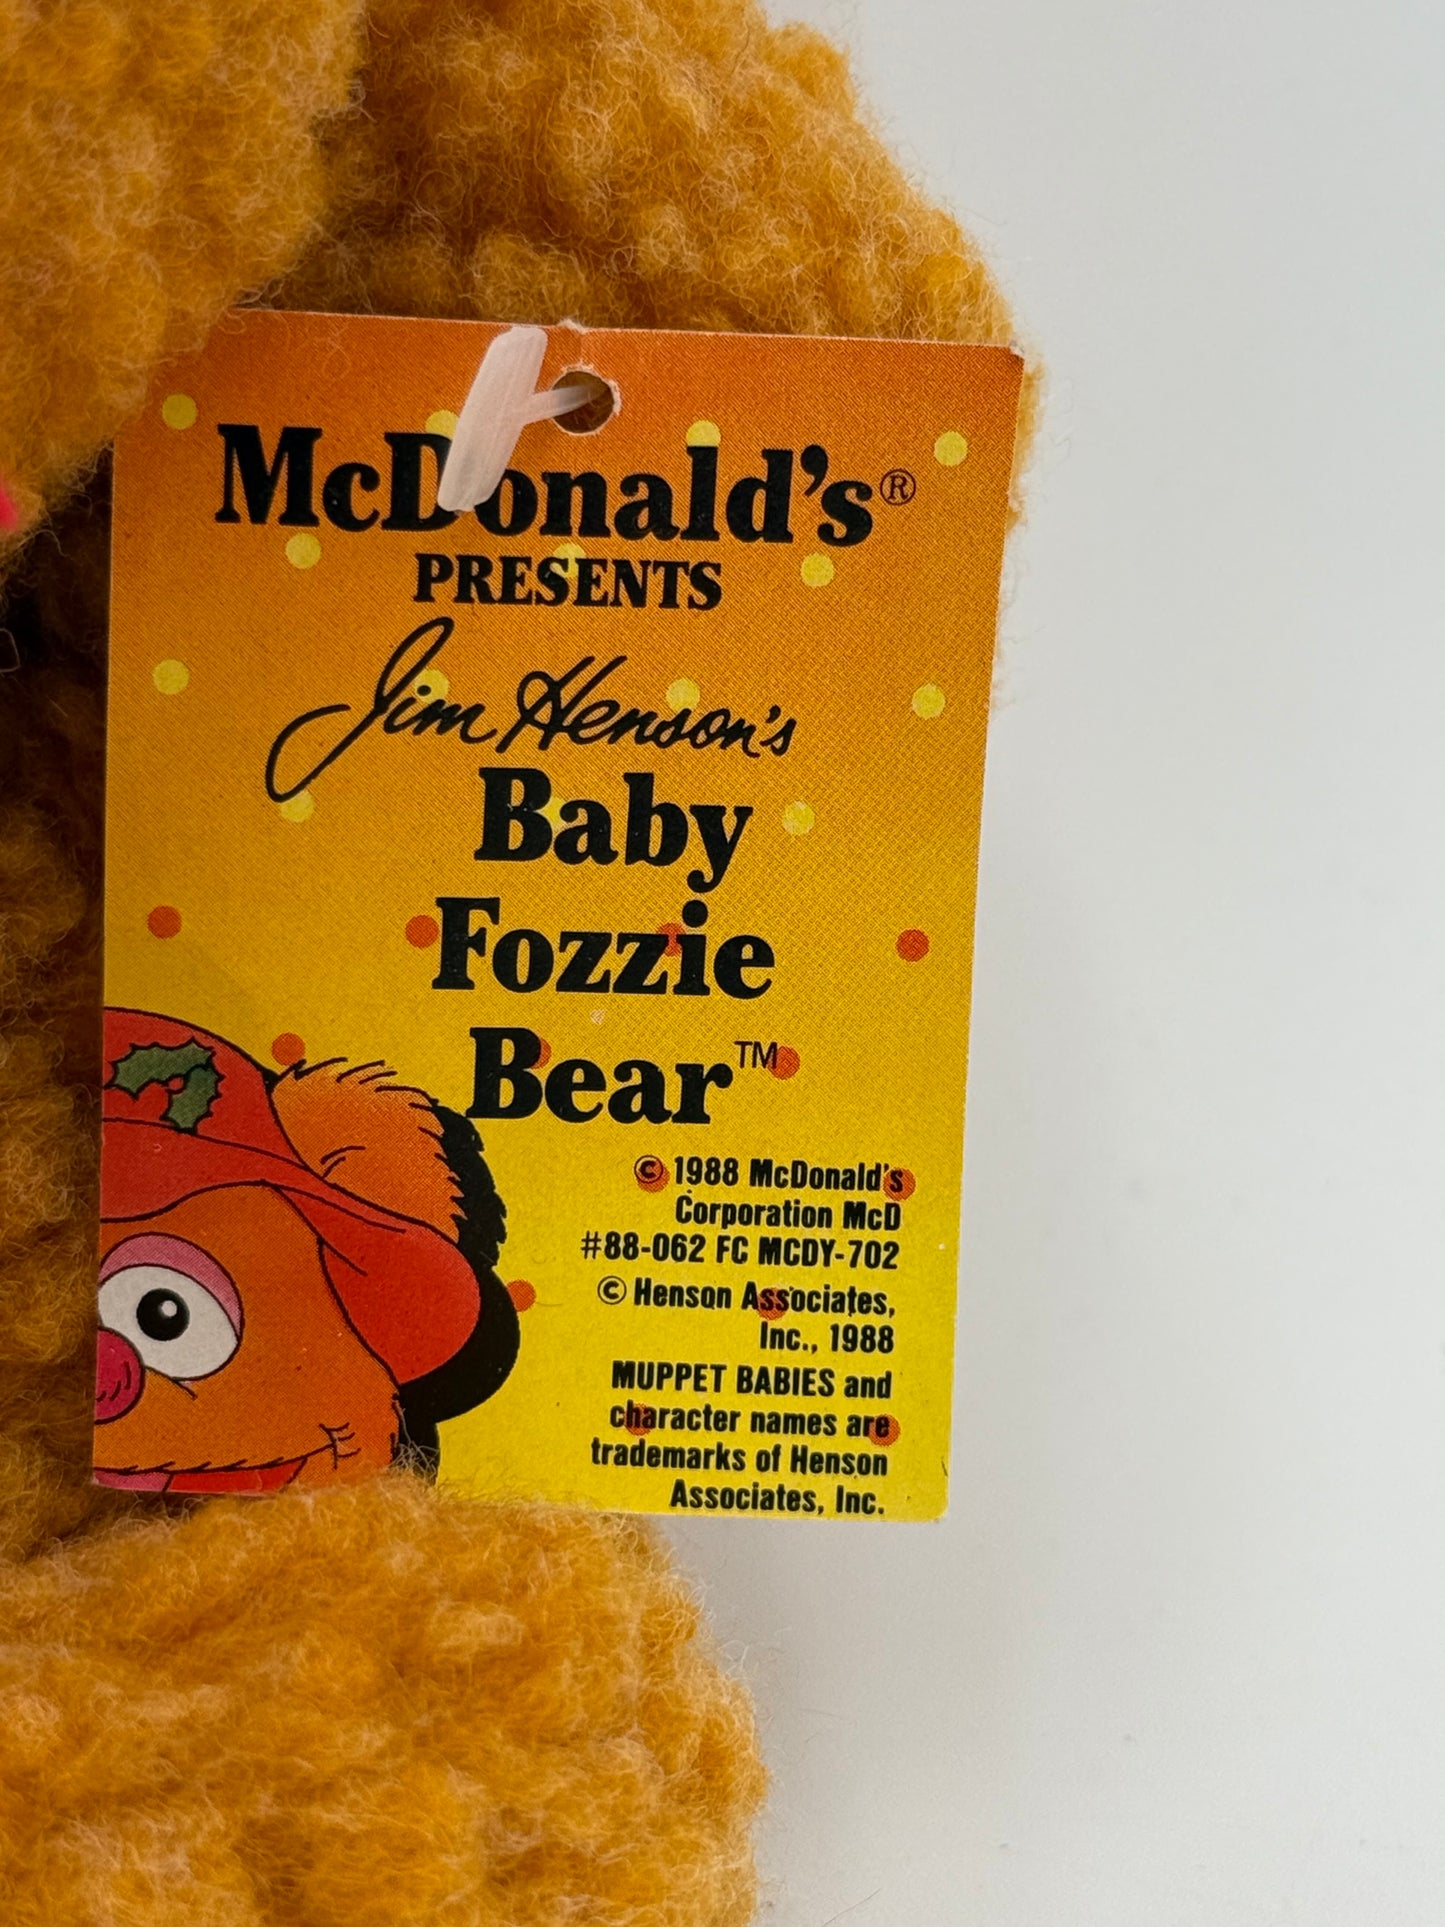 McDonald's®
PRESENTS
Jim Henson's
Baby
Fozzie
Bear™
© 1988 McDonald's
Corporation McD
#88-062 FC MCDY-702
© Henson Associates,
Inc., 1988
MUPPET BABIES and
character names are
trademarks of Henson
Associates, Inc.